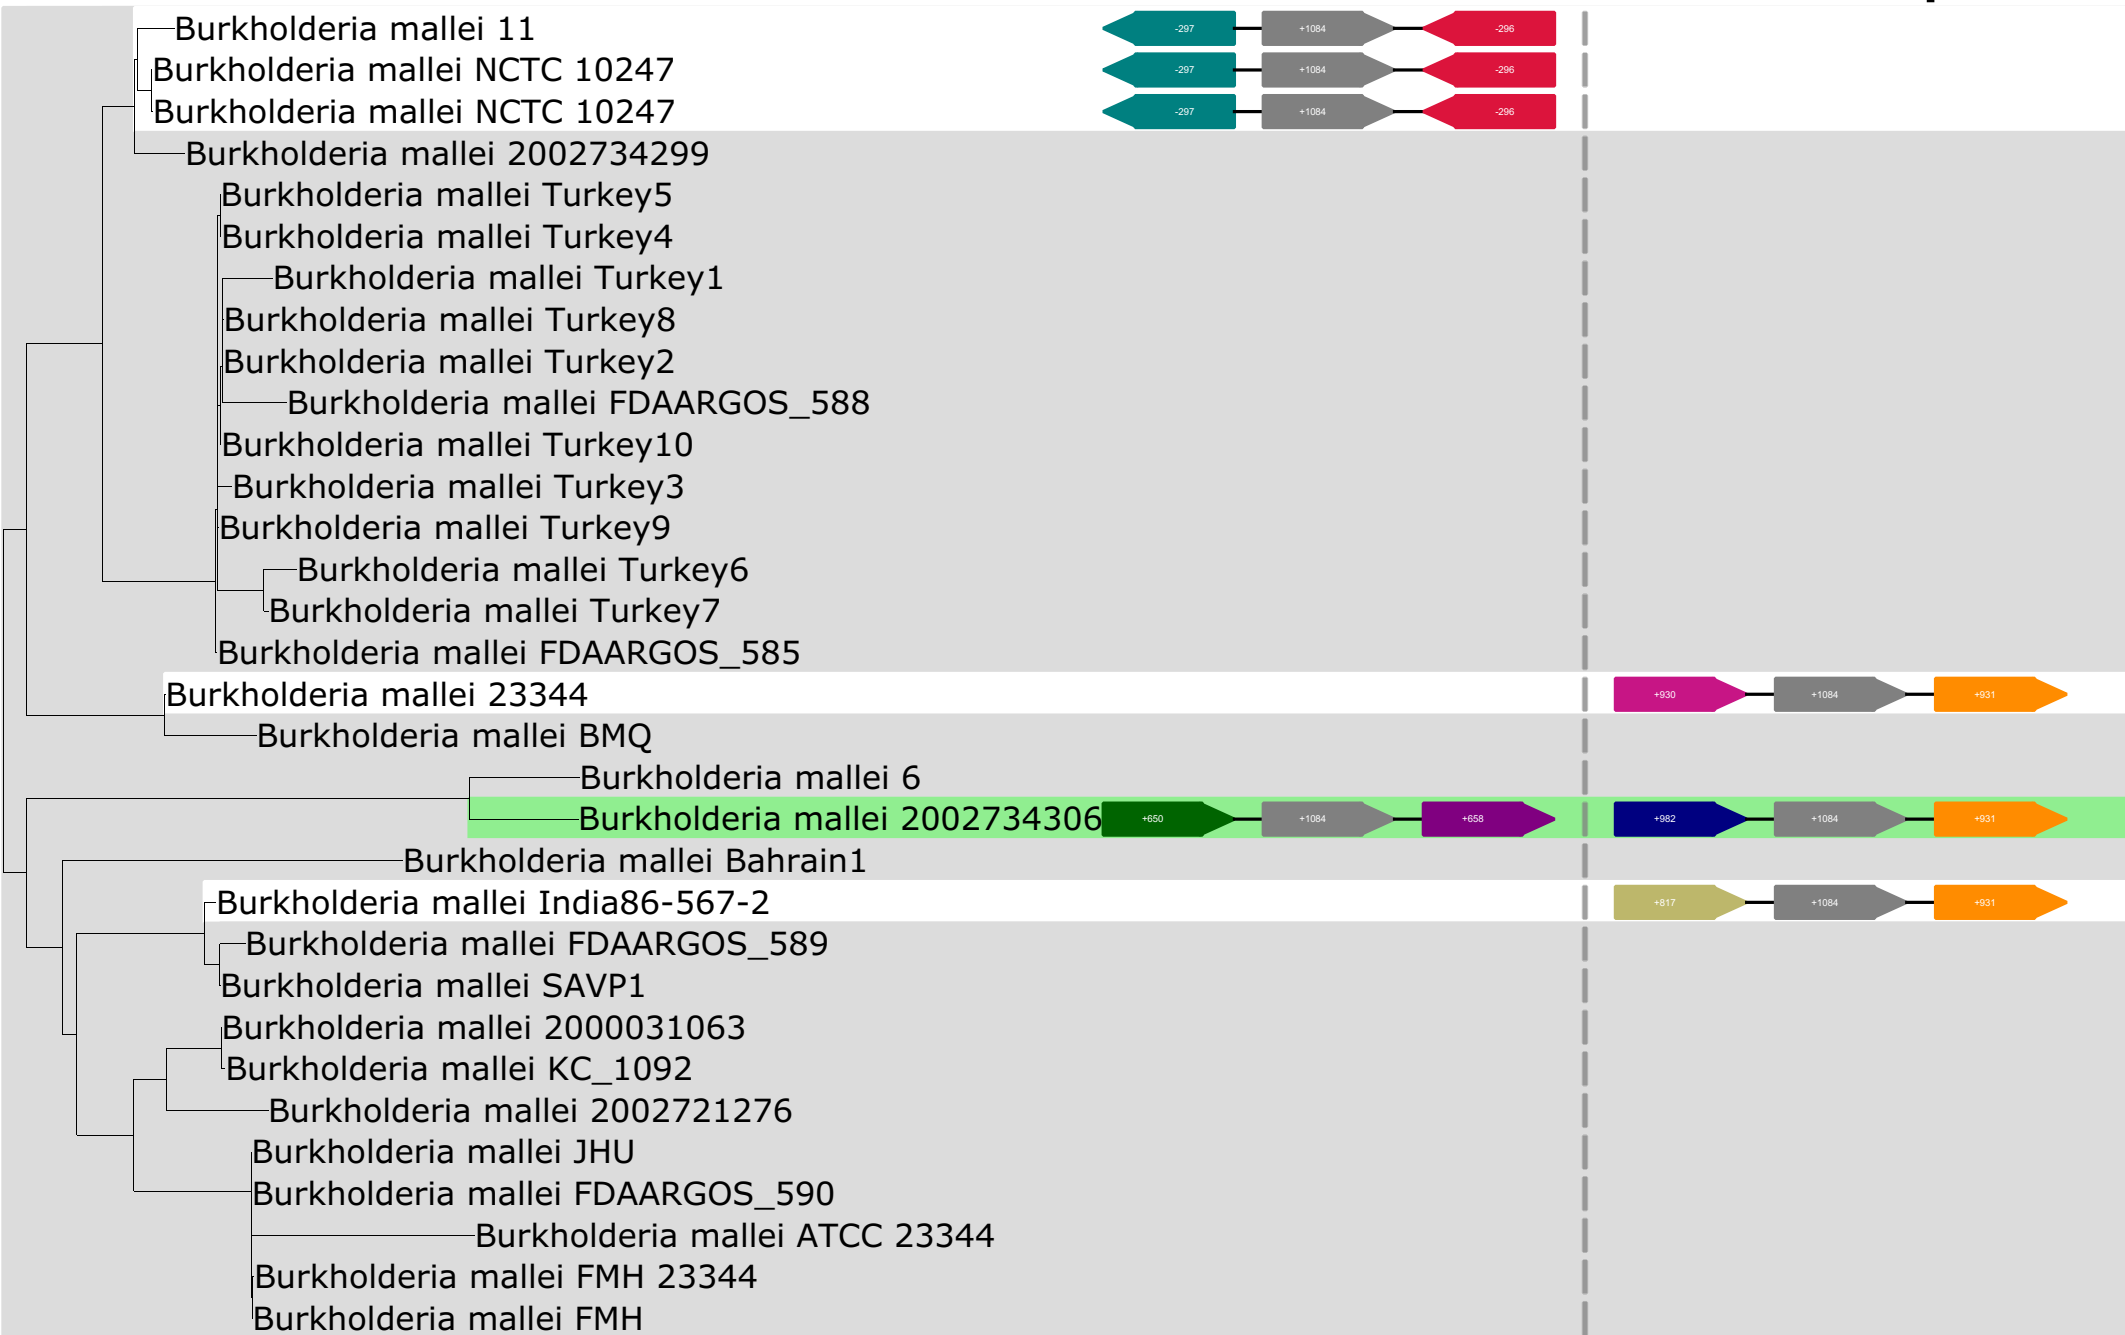 Burkholderia mallei 11 -297 +1084 -296
Burkholderia mallei NCTC 10247 -297 +1084 -296
Burkholderia mallei NCTC 10247 -297 +1084 -296
Burkholderia mallei 2002734299
Burkholderia mallei Turkey5
Burkholderia mallei Turkey4
Burkholderia mallei Turkey1
Burkholderia mallei Turkey8
Burkholderia mallei Turkey2
Burkholderia mallei FDAARGOS_588
Burkholderia mallei Turkey10
Burkholderia mallei Turkey3
Burkholderia mallei Turkey9
Burkholderia mallei Turkey6
Burkholderia mallei Turkey7
Burkholderia mallei FDAARGOS_585
Burkholderia mallei 23344 +930 +1084 +931
Burkholderia mallei BMQ
Burkholderia mallei 6
Burkholderia mallei 2002734306 +650 +1084 +658 +982 +1084 +931
Burkholderia mallei Bahrain1
Burkholderia mallei India86-567-2 +817 +1084 +931
Burkholderia mallei FDAARGOS_589
Burkholderia mallei SAVP1
Burkholderia mallei 2000031063
Burkholderia mallei KC_1092
Burkholderia mallei 2002721276
Burkholderia mallei JHU
Burkholderia mallei FDAARGOS_590
Burkholderia mallei ATCC 23344
Burkholderia mallei FMH 23344
Burkholderia mallei FMH